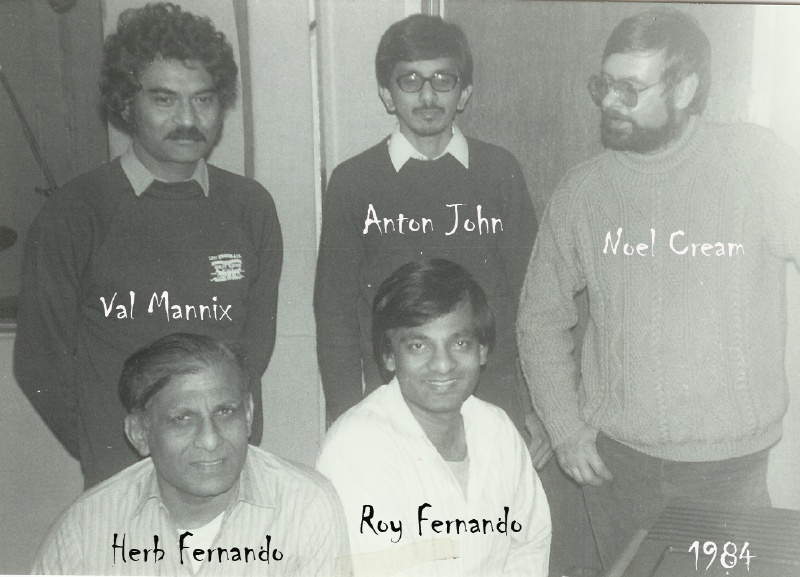 Anton John
Noel Cream
Val Mannix
Roy Fernando
Herb Fernando
1984